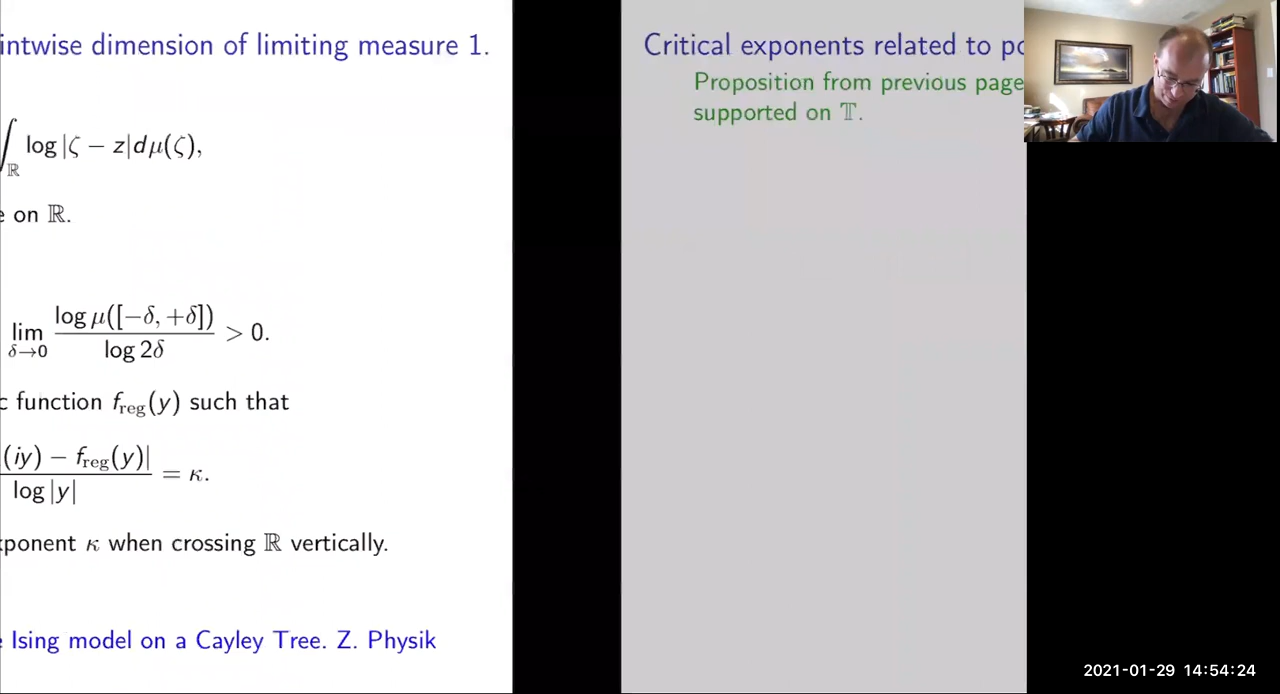 intwise dimension of limiting measure 1.
∫_ℝ log|ζ − z|dμ(ζ),
e on ℝ.
lim_{δ→0} log μ([−δ, +δ]) / log 2δ > 0.
c function f_reg(y) such that
(iy) − f_reg(y)| / log |y| = κ.
xponent κ when crossing ℝ vertically.
e Ising model on a Cayley Tree. Z. Physik
Critical exponents related to po
Proposition from previous page
supported on 𝕋.
2021-01-29 14:54:24